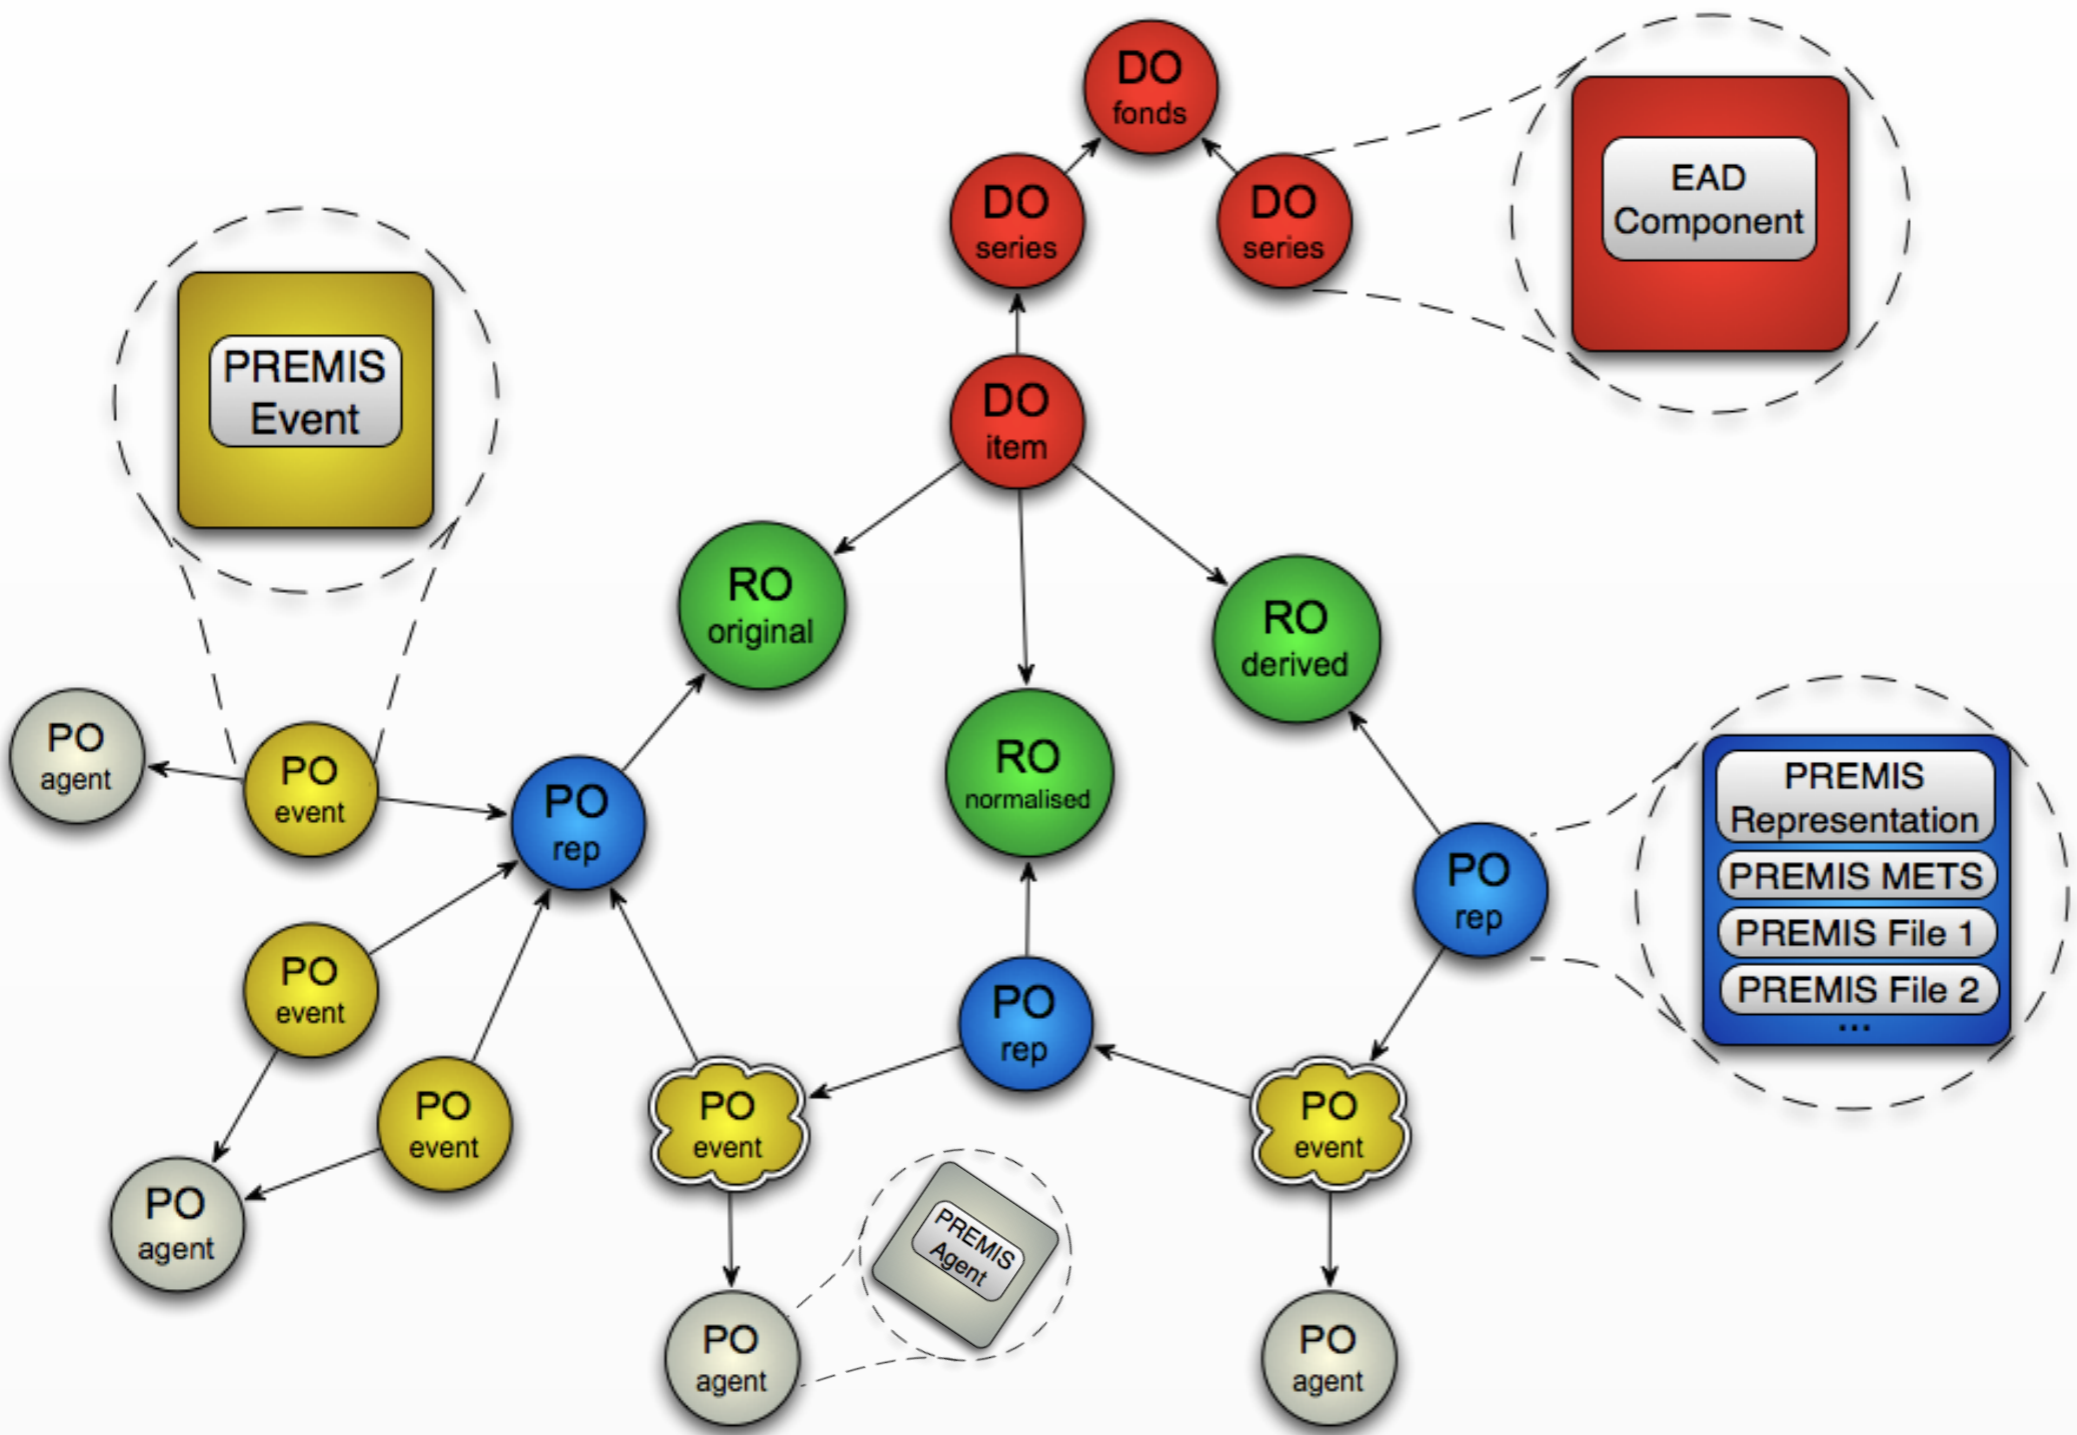 DO
fonds
DO
series
DO
series
EAD
Component
PREMIS
Event
DO
item
RO
original
RO
derived
RO
normalised
PO
agent
PO
event
PO
rep
PREMIS
Representation
PREMIS METS
PREMIS File 1
PREMIS File 2
...
PO
rep
PO
event
PO
rep
PO
event
PO
event
PO
event
PO
agent
PREMIS
Agent
PO
agent
PO
agent